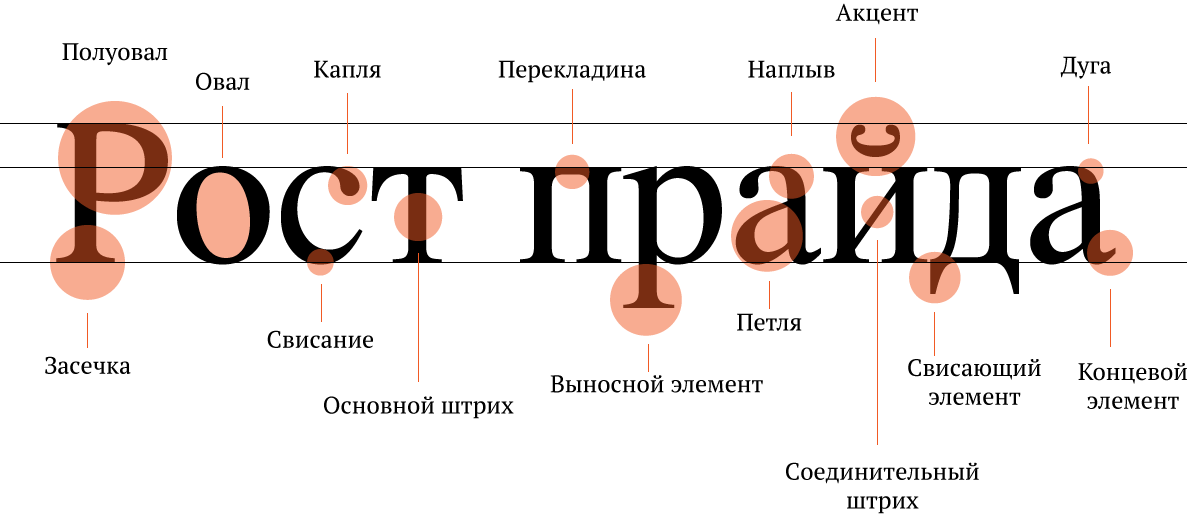 Акцент
Полуовал
Овал
Капля
Перекладина
Наплыв
Дуга
Рост прайда
Засечка
Свисание
Основной штрих
Выносной элемент
Петля
Свисающий
элемент
Концевой
элемент
Соединительный
штрих